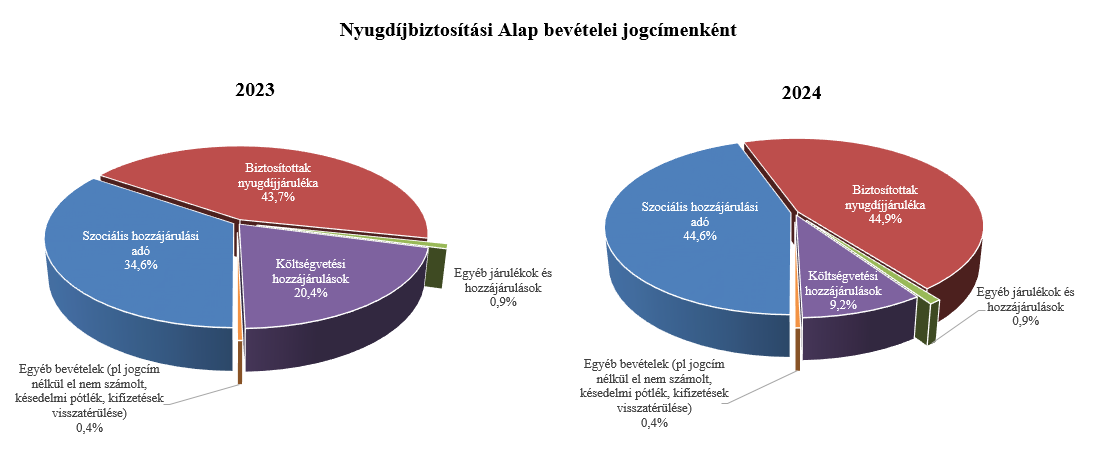 Nyugdíjbiztosítási Alap bevételei jogcímenként
2023
Biztosítottak
nyugdíjjáruléka
43,7%
Szociális hozzájárulási
adó
34,6%
Költségvetési
hozzájárulások
20,4%
Egyéb járulékok és
hozzájárulások
0,9%
Egyéb bevételek (pl jogcím
nélkül el nem számolt,
késedelmi pótlék, kifizetések
visszatérülése)
0,4%
2024
Biztosítottak
nyugdíjjáruléka
44,9%
Szociális hozzájárulási
adó
44,6%
Költségvetési
hozzájárulások
9,2%
Egyéb járulékok és
hozzájárulások
0,9%
Egyéb bevételek (pl jogcím
nélkül el nem számolt,
késedelmi pótlék, kifizetések
visszatérülése)
0,4%